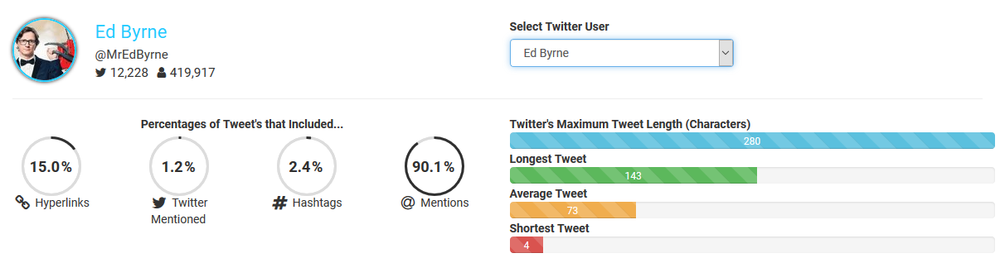 Ed Byrne
@MrEdByrne
12,228 419,917
Select Twitter User
Ed Byrne
Percentages of Tweet's that Included...
15.0%
Hyperlinks
1.2%
Twitter
Mentioned
2.4%
Hashtags
90.1%
@ Mentions
Twitter's Maximum Tweet Length (Characters)
280
Longest Tweet
143
Average Tweet
73
Shortest Tweet
4